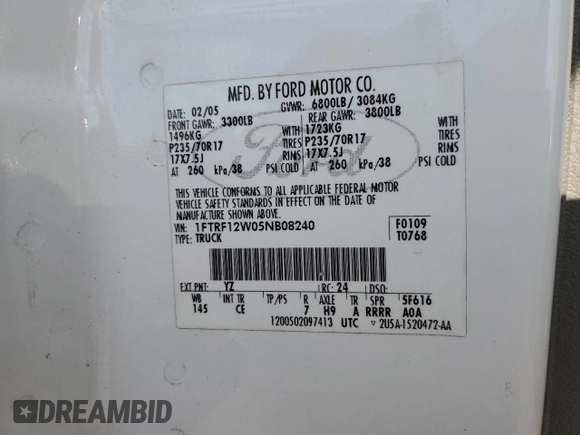 MFD. BY FORD MOTOR CO.
DATE: 02/05 GVWR: 6800LB/ 3084KG
FRONT GAWR: 3300LB REAR GAWR: 3800LB
1496KG WITH 1723KG WITH
P235/70R17 TIRES P235/70R17 TIRES
17X7.5J RIMS 17X7.5J RIMS
AT 260 kPa/38 PSI COLD AT 260 kPa/38 PSI COLD
Ford
THIS VEHICLE CONFORMS TO ALL APPLICABLE FEDERAL MOTOR
VEHICLE SAFETY STANDARDS IN EFFECT ON THE DATE OF
MANUFACTURE SHOWN ABOVE.
VIN: 1FTRF12W05NB08240 F0109
TYPE: TRUCK T0768
EXT PNT: YZ RC: 24 DSO:
WB INT TR TP/PS R AXLE TR SPR 5F616
145 CE 7 H9 A RRRR A0A
1200502097413 UTC 2U5A-1520472-AA
DREAMBID